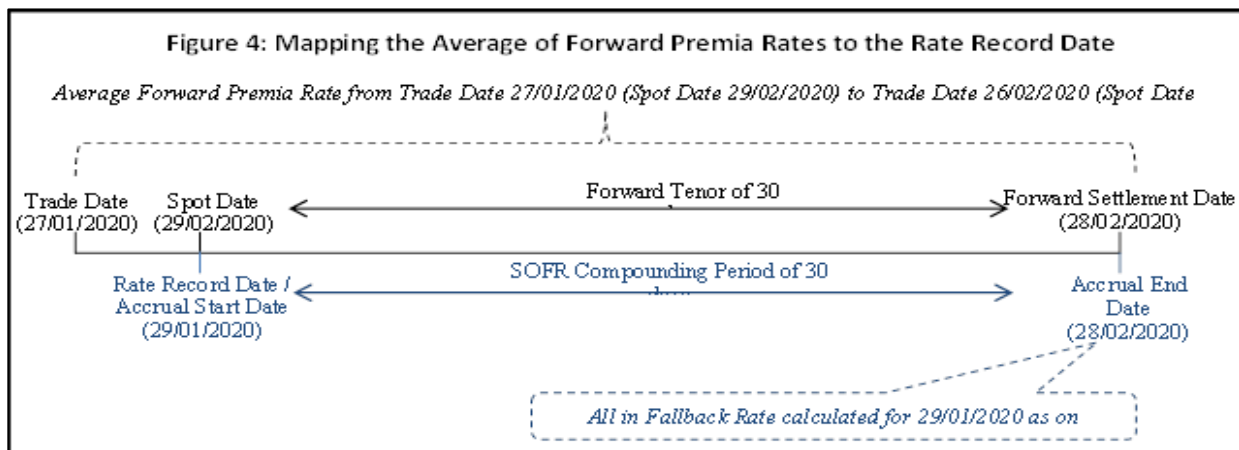 Figure 4: Mapping the Average of Forward Premia Rates to the Rate Record Date
Average Forward Premia Rate from Trade Date 27/01/2020 (Spot Date 29/02/2020) to Trade Date 26/02/2020 (Spot Date
Trade Date
(27/01/2020)
Spot Date
(29/02/2020)
Forward Tenor of 30
Forward Settlement Date
(28/02/2020)
Rate Record Date /
Accrual Start Date
(29/01/2020)
SOFR Compounding Period of 30
Accrual End
Date
(28/02/2020)
All in Fallback Rate calculated for 29/01/2020 as on